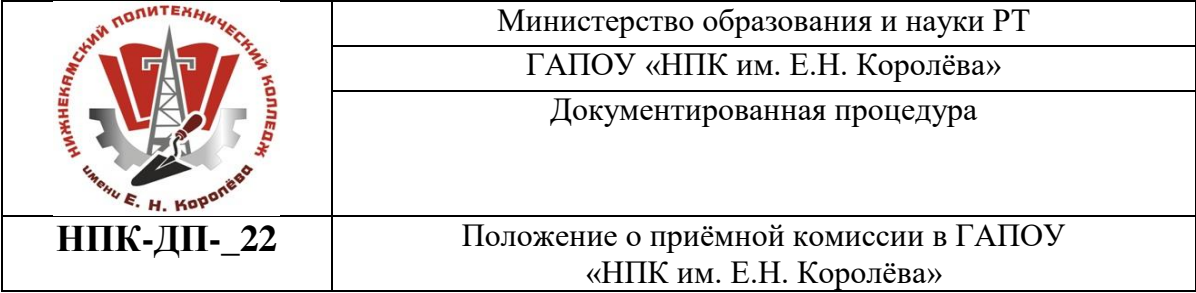 НИЖНЕКАМСКИЙ ПОЛИТЕХНИЧЕСКИЙ КОЛЛЕДЖ
имени Е. Н. Королёва
Министерство образования и науки РТ
ГАПОУ «НПК им. Е.Н. Королёва»
Документированная процедура
НПК-ДП-_22
Положение о приёмной комиссии в ГАПОУ
«НПК им. Е.Н. Королёва»